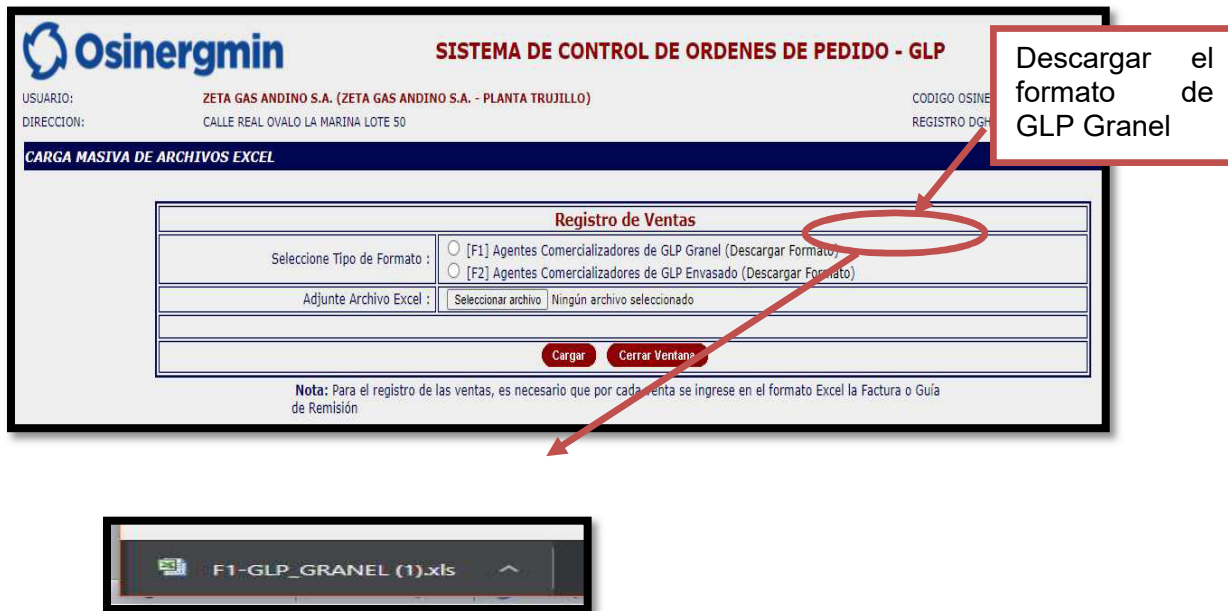 Osinergmin
SISTEMA DE CONTROL DE ORDENES DE PEDIDO - GLP
Descargar el
formato de
GLP Granel
USUARIO: ZETA GAS ANDINO S.A. (ZETA GAS ANDINO S.A. - PLANTA TRUJILLO) CODIGO
DIRECCION: CALLE REAL OVALO LA MARINA LOTE 50 REGISTRO DGH
CARGA MASIVA DE ARCHIVOS EXCEL
Registro de Ventas
Seleccione Tipo de Formato :
[F1] Agentes Comercializadores de GLP Granel (Descargar Formato)
[F2] Agentes Comercializadores de GLP Envasado (Descargar Formato)
Adjunte Archivo Excel : Seleccionar archivo Ningún archivo seleccionado
Cargar Cerrar Ventana
Nota: Para el registro de las ventas, es necesario que por cada venta se ingrese en el formato Excel la Factura o Guía
de Remisión
F1-GLP_GRANEL (1).xls